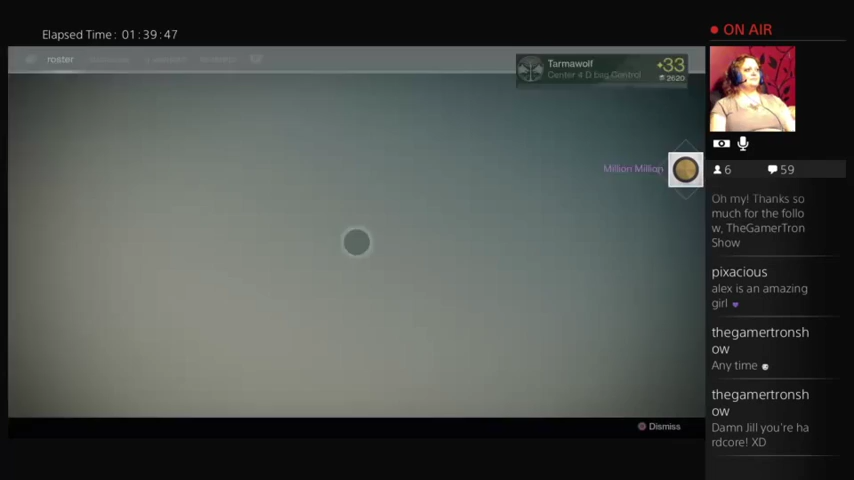 Elapsed Time : 01:39:47
ON AIR
roster
Tarmawolf
33
Center 4 D bag Control
2620
Million Million
6
59
Oh my! Thanks so
much for the follo
w, TheGamerTron
Show
pixacious
alex is an amazing
girl
thegamertronsh
ow
Any time
thegamertronsh
ow
Damn Jill you're ha
rdcore! XD
Dismiss